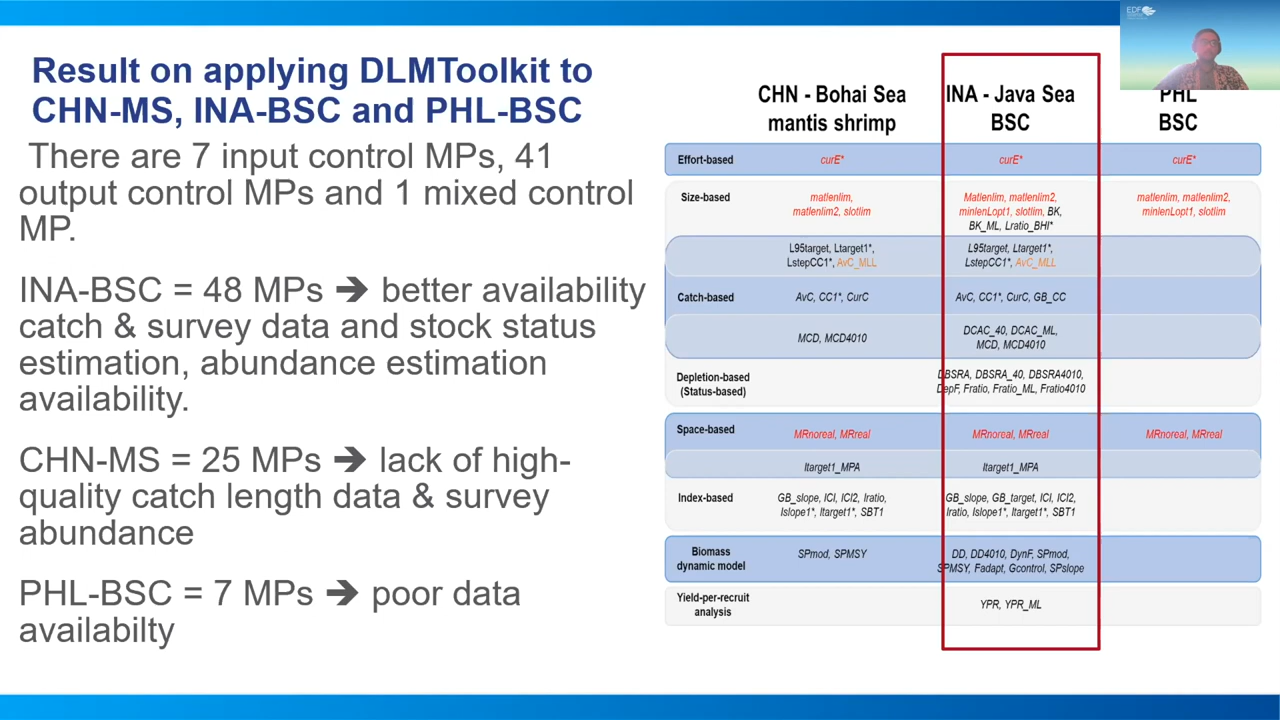 Result on applying DLMToolkit to
CHN-MS, INA-BSC and PHL-BSC
There are 7 input control MPs, 41
output control MPs and 1 mixed control
MP.
INA-BSC = 48 MPs ➔ better availability
catch & survey data and stock status
estimation, abundance estimation
availability.
CHN-MS = 25 MPs ➔ lack of high-
quality catch length data & survey
abundance
PHL-BSC = 7 MPs ➔ poor data
availabilty
EDF
CHN - Bohai Sea
mantis shrimp
INA - Java Sea
BSC
PHL
BSC
Effort-based
curE*
curE*
curE*
Size-based
matlenlim,
matlenlim2, slotlim
Matlenlim, matlenlim2,
minlenLopt1, slotlim, BK,
BK_ML, Lratio_BHI*
matlenlim, matlenlim2,
minlenLopt1, slotlim
L95target, Ltarget1*,
LstepCC1*, AvC_MLL
L95target, Ltarget1*,
LstepCC1*, AvC_MLL
Catch-based
AvC, CC1*, CurC
AvC, CC1*, CurC, GB_CC
MCD, MCD4010
DCAC_40, DCAC_ML,
MCD, MCD4010
Depletion-based
(Status-based)
DBSRA, DBSRA_40, DBSRA4010,
DepF, Fratio, Fratio_ML, Fratio4010
Space-based
MRnoreal, MRreal
MRnoreal, MRreal
MRnoreal, MRreal
Itarget1_MPA
Itarget1_MPA
Index-based
GB_slope, ICI, ICI2, Iratio,
Islope1*, Itarget1*, SBT1
GB_slope, GB_target, ICI, ICI2,
Iratio, Islope1*, Itarget1*, SBT1
Biomass
dynamic model
SPmod, SPMSY
DD, DD4010, DynF, SPmod,
SPMSY, Fadapt, Gcontrol, SPslope
Yield-per-recruit
analysis
YPR, YPR_ML